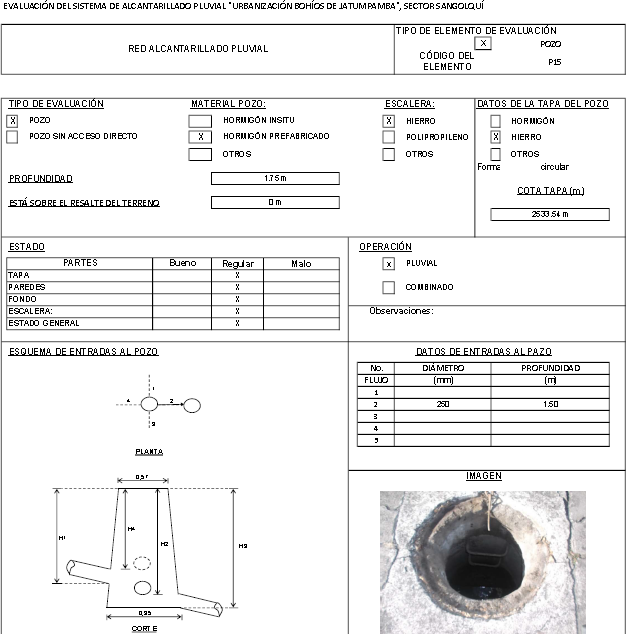 EVALUACIÓN DEL SISTEMA DE ALCANTARILLADO PLUVIAL "URBANIZACIÓN BOHÍOS DE JATUMPAMBA", SECTOR SANGOLQUÍ
RED ALCANTARILLADO PLUVIAL
TIPO DE ELEMENTO DE EVALUACIÓN
X POZO
CÓDIGO DEL ELEMENTO P15
TIPO DE EVALUACIÓN
X POZO
POZO SIN ACCESO DIRECTO
MATERIAL POZO:
HORMIGÓN INSITU
X HORMIGÓN PREFABRICADO
OTROS
ESCALERA:
X HIERRO
POLIPROPILENO
OTROS
DATOS DE LA TAPA DEL POZO
HORMIGÓN
X HIERRO
OTROS
Forma circular
COTA TAPA (m)
2533.54 m
PROFUNDIDAD 1.75 m
ESTÁ SOBRE EL RESALTE DEL TERRENO 0 m
ESTADO
PARTES Bueno Regular Malo
TAPA X
PAREDES X
FONDO X
ESCALERA: X
ESTADO GENERAL X
OPERACIÓN
x PLUVIAL
COMBINADO
Observaciones:
ESQUEMA DE ENTRADAS AL POZO
1
4 2
3
PLANTA
0,57
H1 H4 H2 H3
0,95
CORTE
DATOS DE ENTRADAS AL PAZO
No. DIÁMETRO PROFUNDIDAD
FLUJO (mm) (m)
1
2 250 1.50
3
4
5
IMAGEN